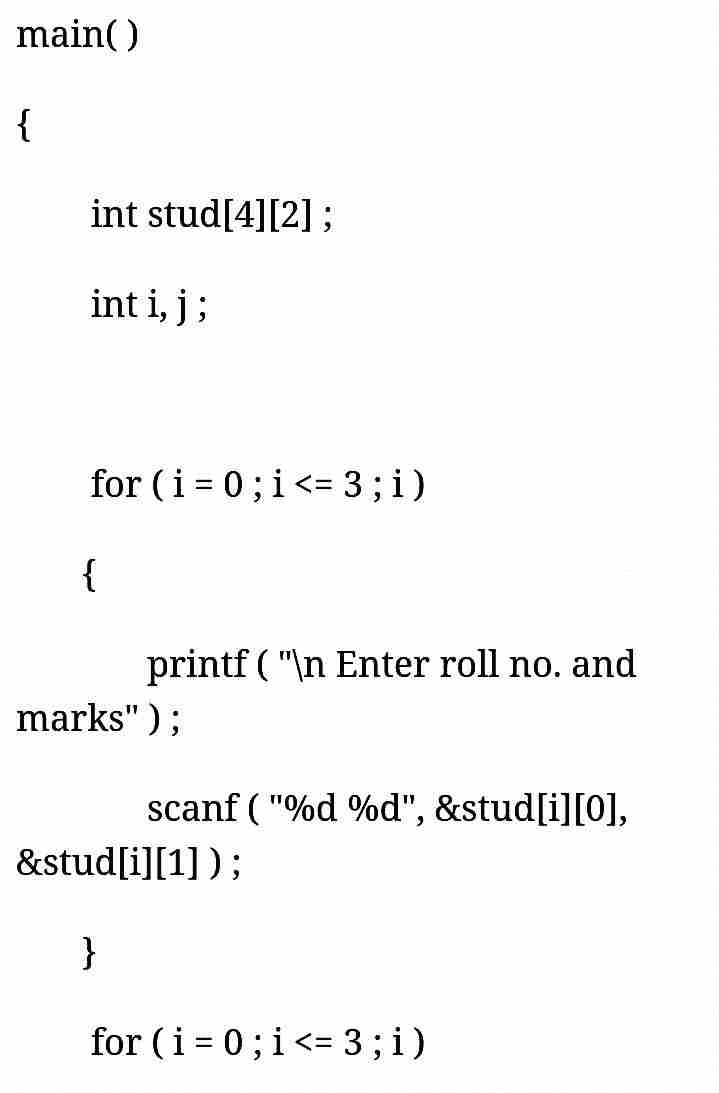 main( )
{
int stud[4][2] ;
int i, j ;
for ( i = 0 ; i <= 3 ; i )
{
printf ( "\n Enter roll no. and
marks" ) ;
scanf ( "%d %d", &stud[i][0],
&stud[i][1] ) ;
}
for ( i = 0 ; i <= 3 ; i )